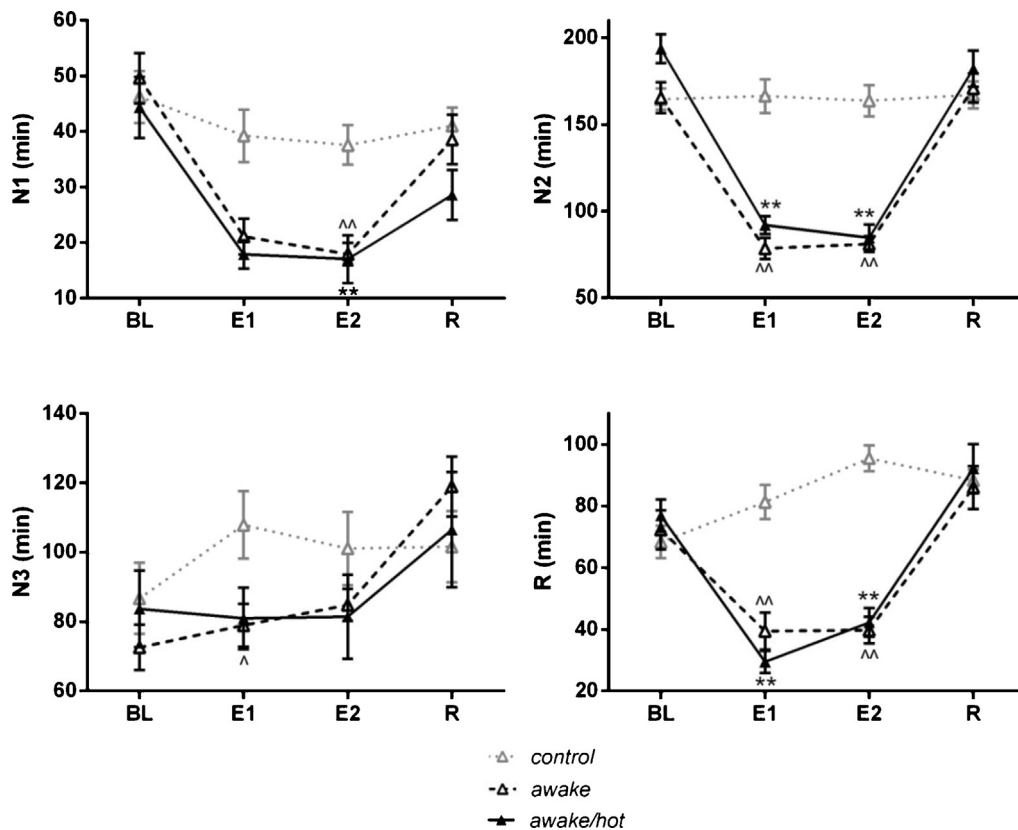 60
50
40
30
20
10
N1 (min)
^^
**
BL E1 E2 R
200
150
100
50
N2 (min)
** **
^^ ^^
BL E1 E2 R
140
120
100
80
60
N3 (min)
^
BL E1 E2 R
100
80
60
40
20
R (min)
^^ **
** ^^
BL E1 E2 R
control
awake
awake/hot